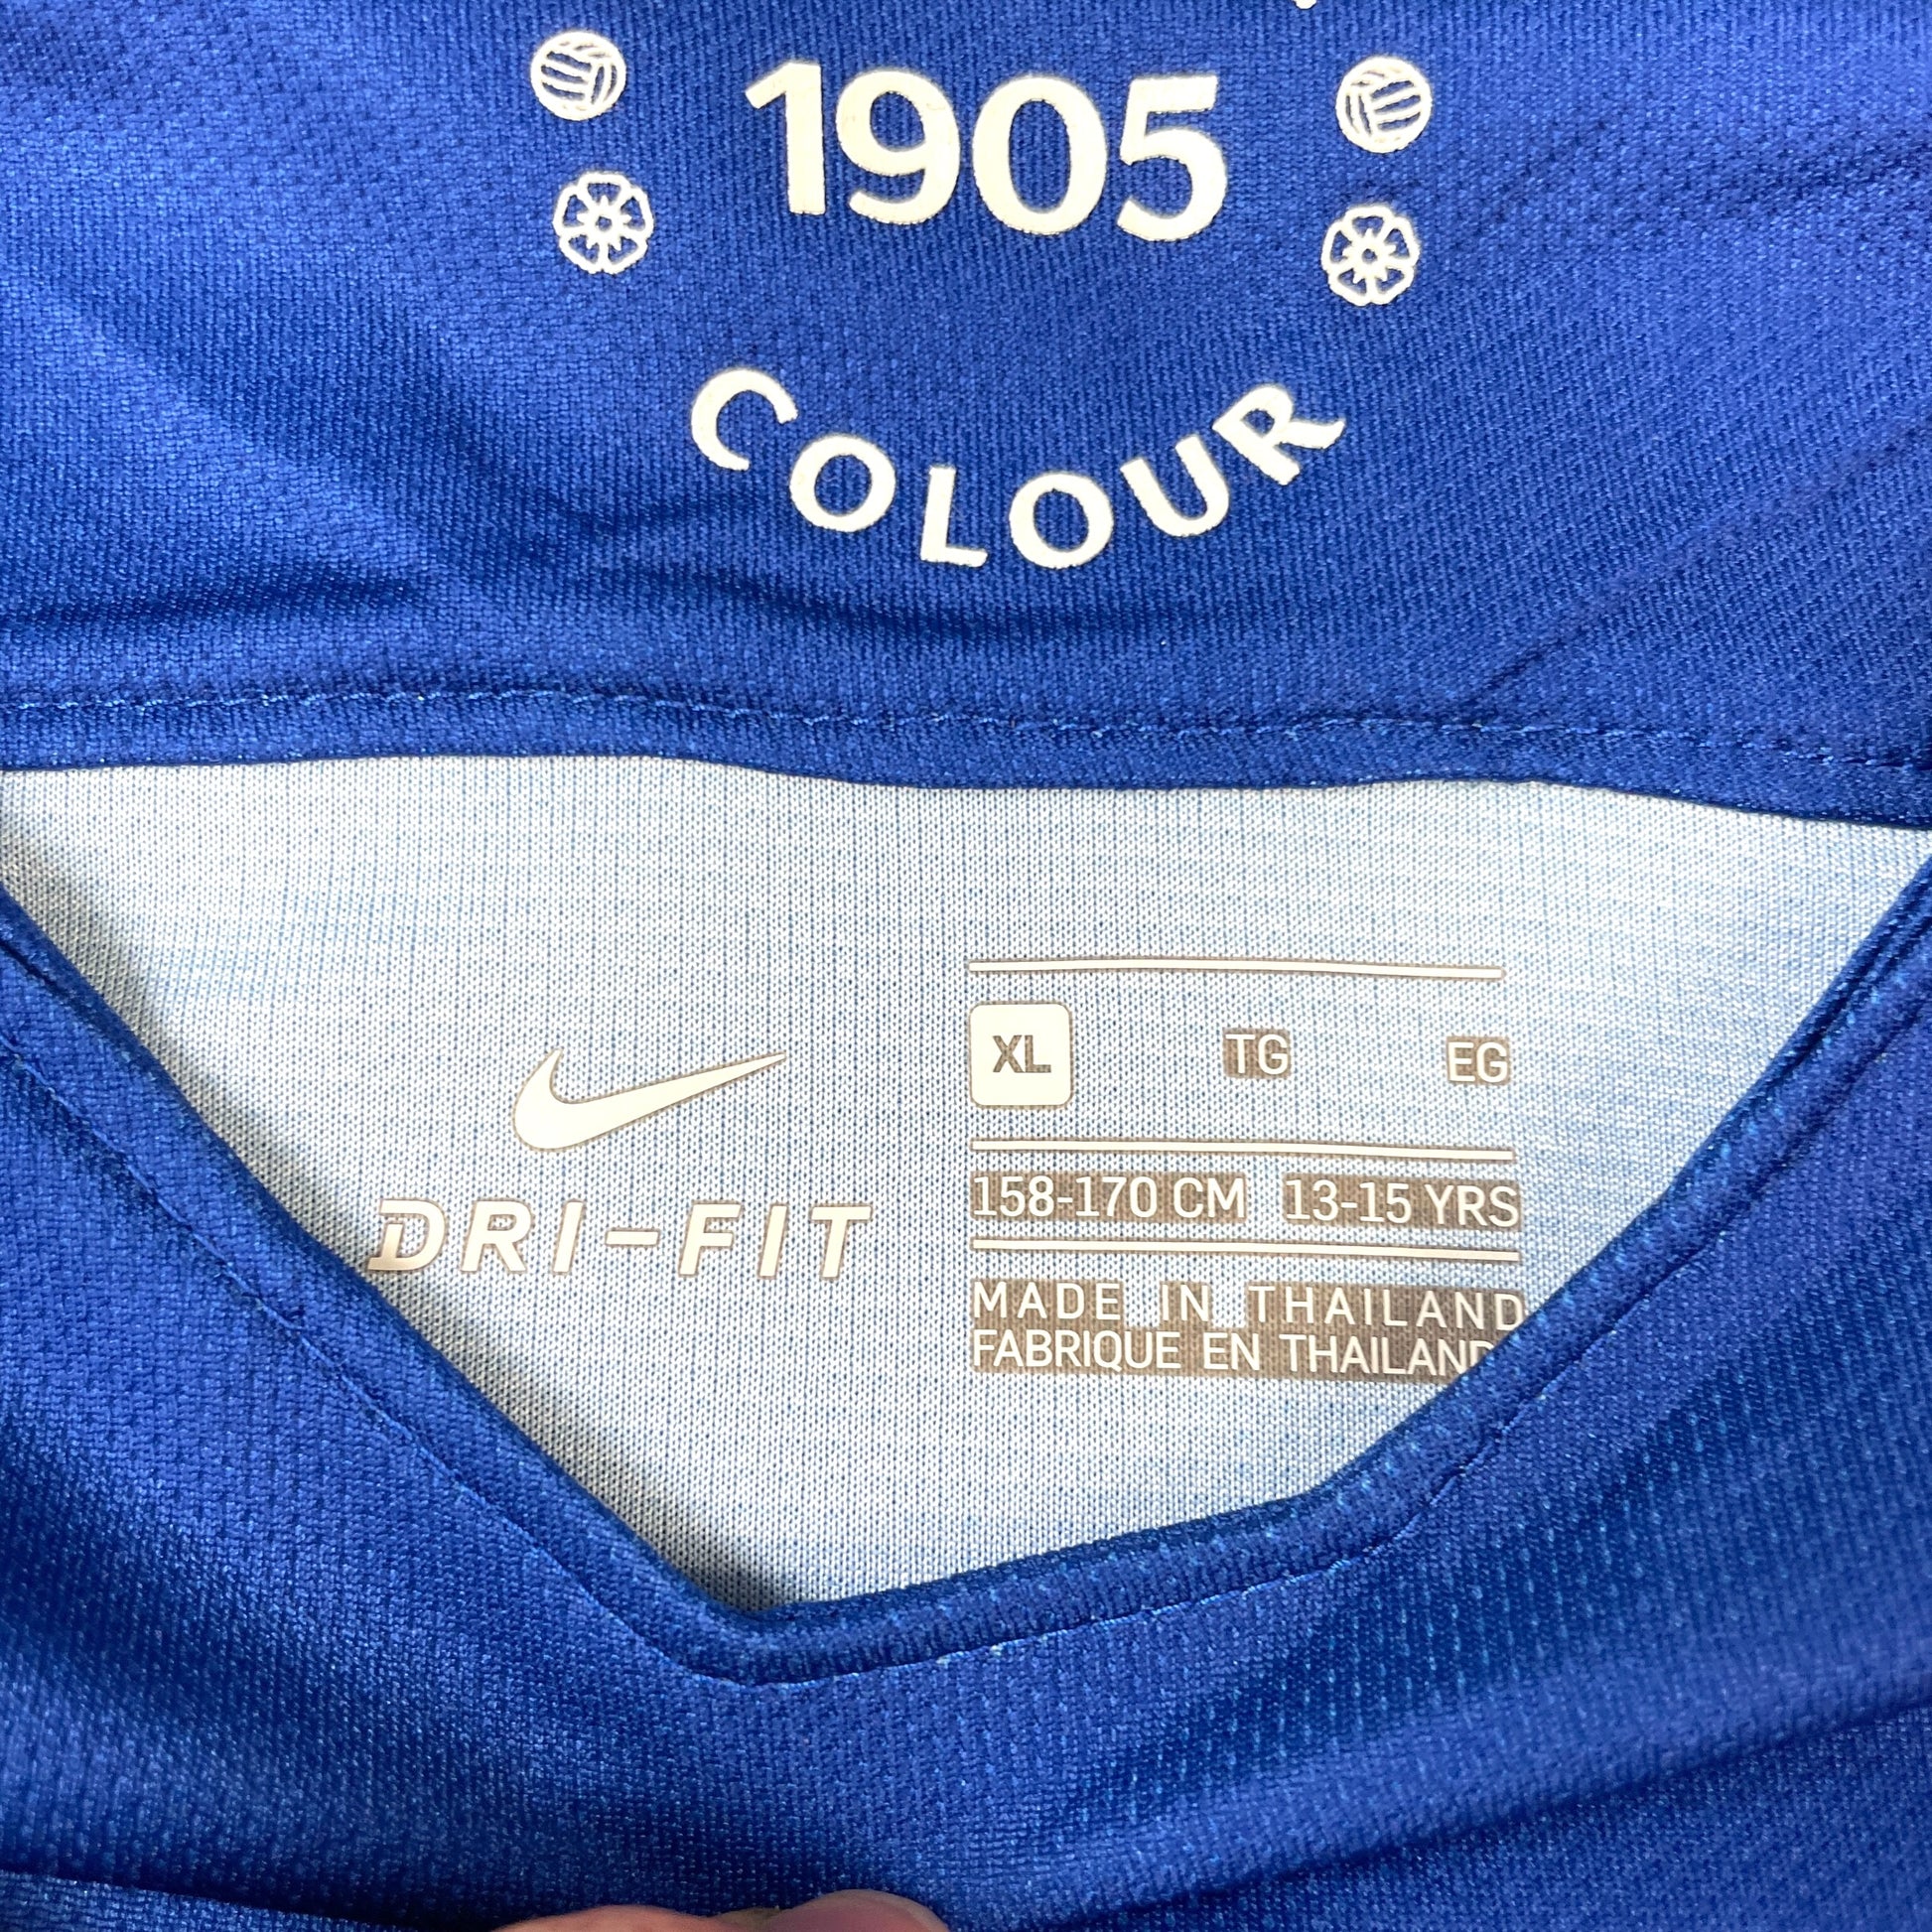 1905
COLOUR
XL TG EG
158-170 CM 13-15 YRS
DRI-FIT
MADE IN THAILAND
FABRIQUE EN THAILAND